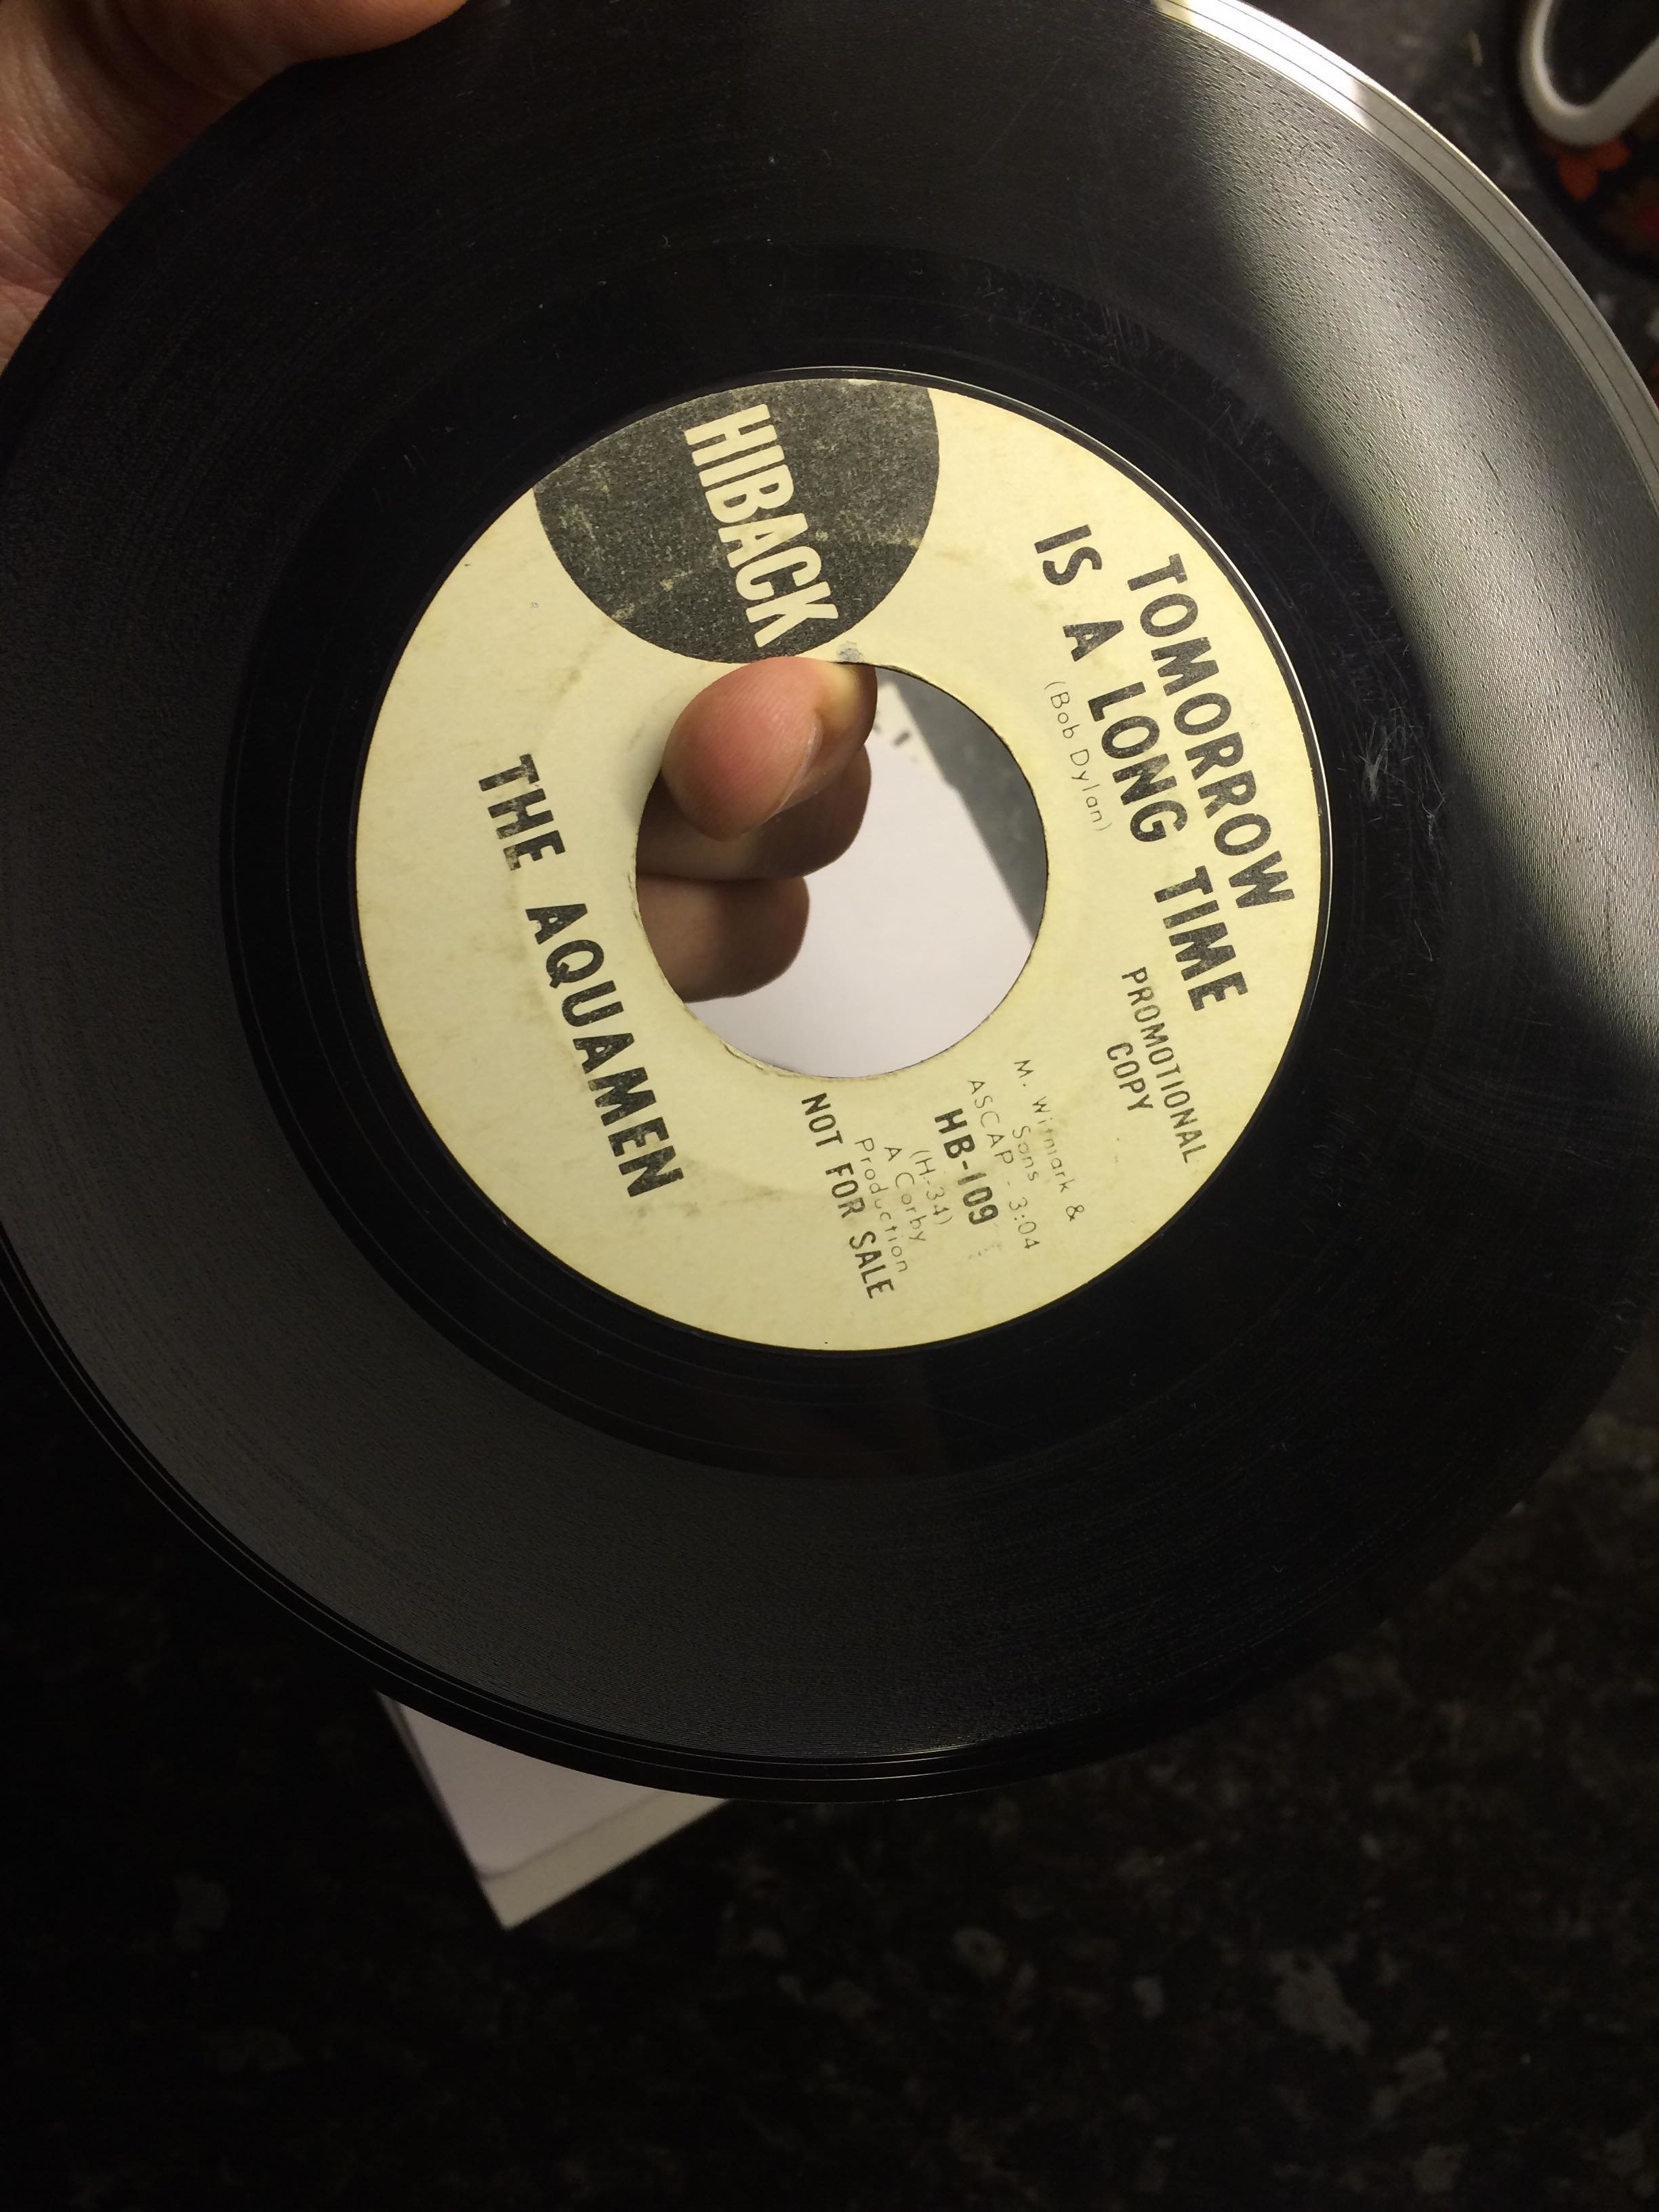 HIBACK
TOMORROW
IS A LONG TIME
(Bob Dylan)
PROMOTIONAL
COPY
M. Witmark &
Sons
ASCAP - 3:04
HB-109
(H-34)
A Corby
Production
NOT FOR SALE
THE AQUAMEN